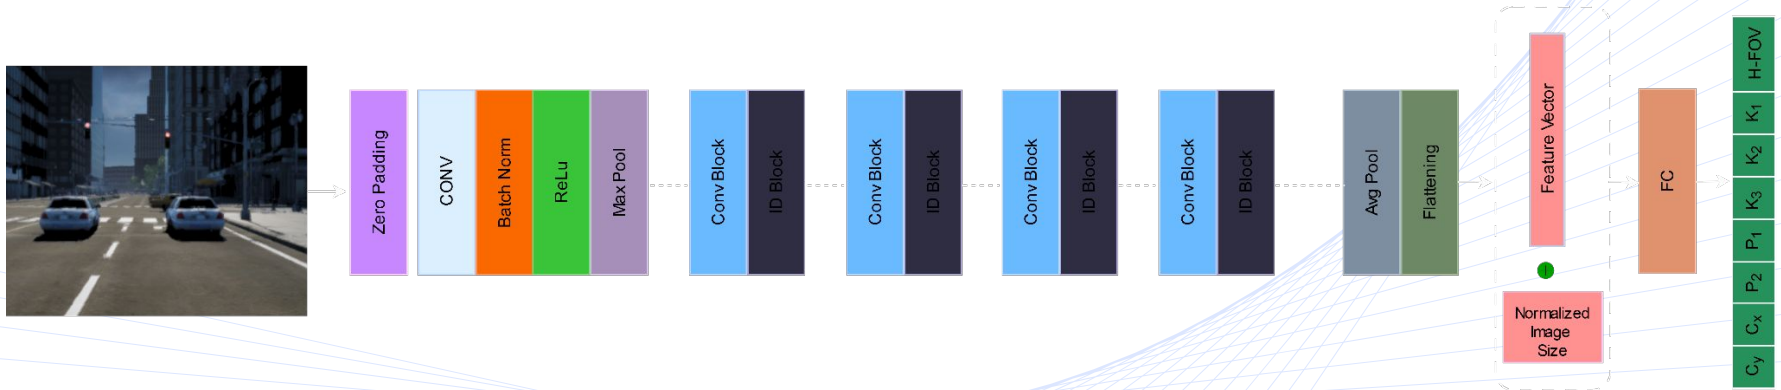 Zero Padding
CONV
Batch Norm
ReLu
Max Pool
Conv Block
ID Block
Conv Block
ID Block
Conv Block
ID Block
Conv Block
ID Block
Avg Pool
Flattening
Feature Vector
Normalized
Image
Size
FC
H-FOV
K1
K2
K3
P1
P2
Cx
Cy